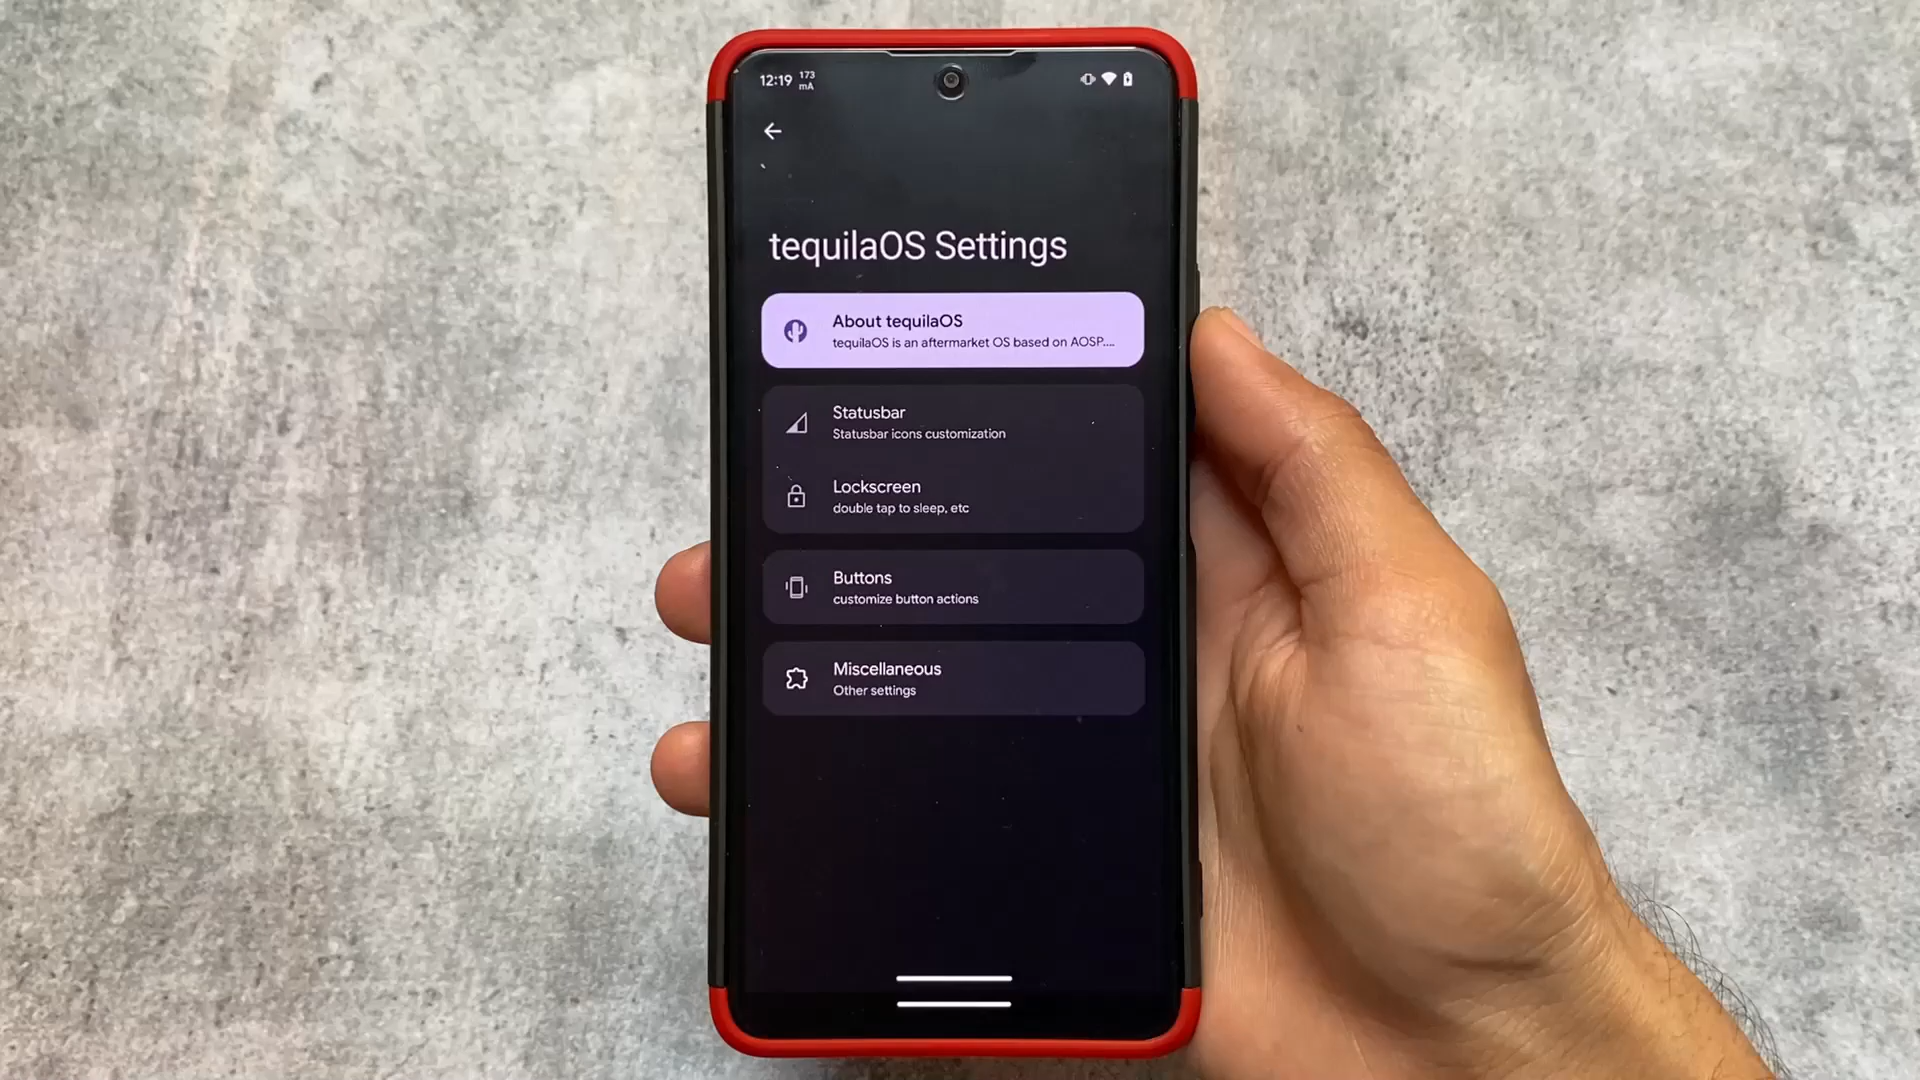 12:19 173 mA
tequilaOS Settings
About tequilaOS
tequilaOS is an aftermarket OS based on AOSP....
Statusbar
Statusbar icons customization
Lockscreen
double tap to sleep, etc
Buttons
customize button actions
Miscellaneous
Other settings